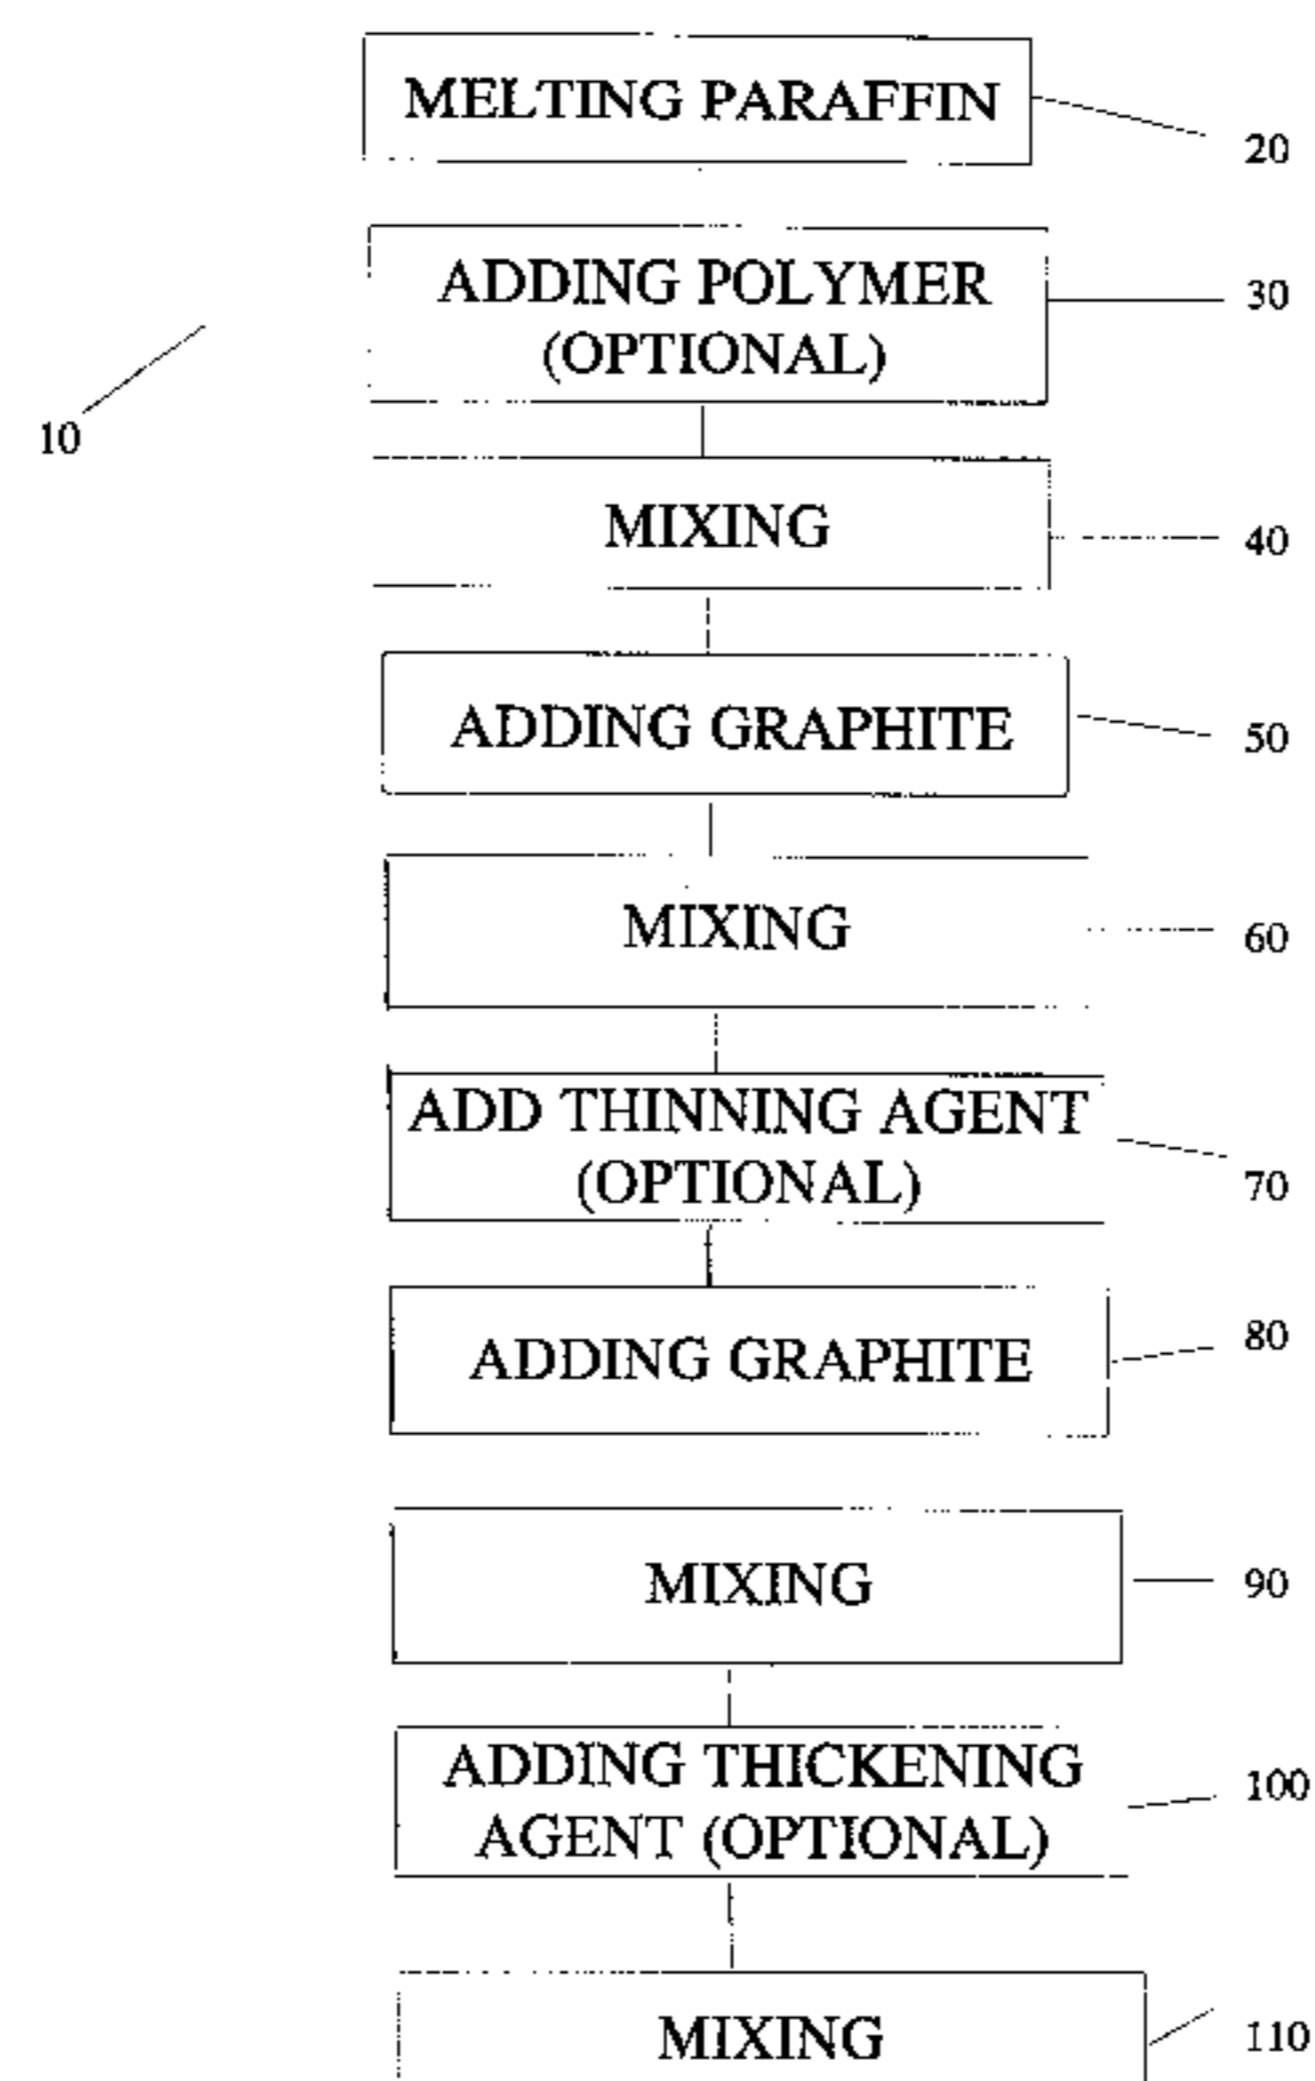 MELTING PARAFFIN
20
ADDING POLYMER
(OPTIONAL)
30
10
MIXING
40
ADDING GRAPHITE
50
MIXING
60
ADD THINNING AGENT
(OPTIONAL)
70
ADDING GRAPHITE
80
MIXING
90
ADDING THICKENING
AGENT (OPTIONAL)
100
MIXING
110